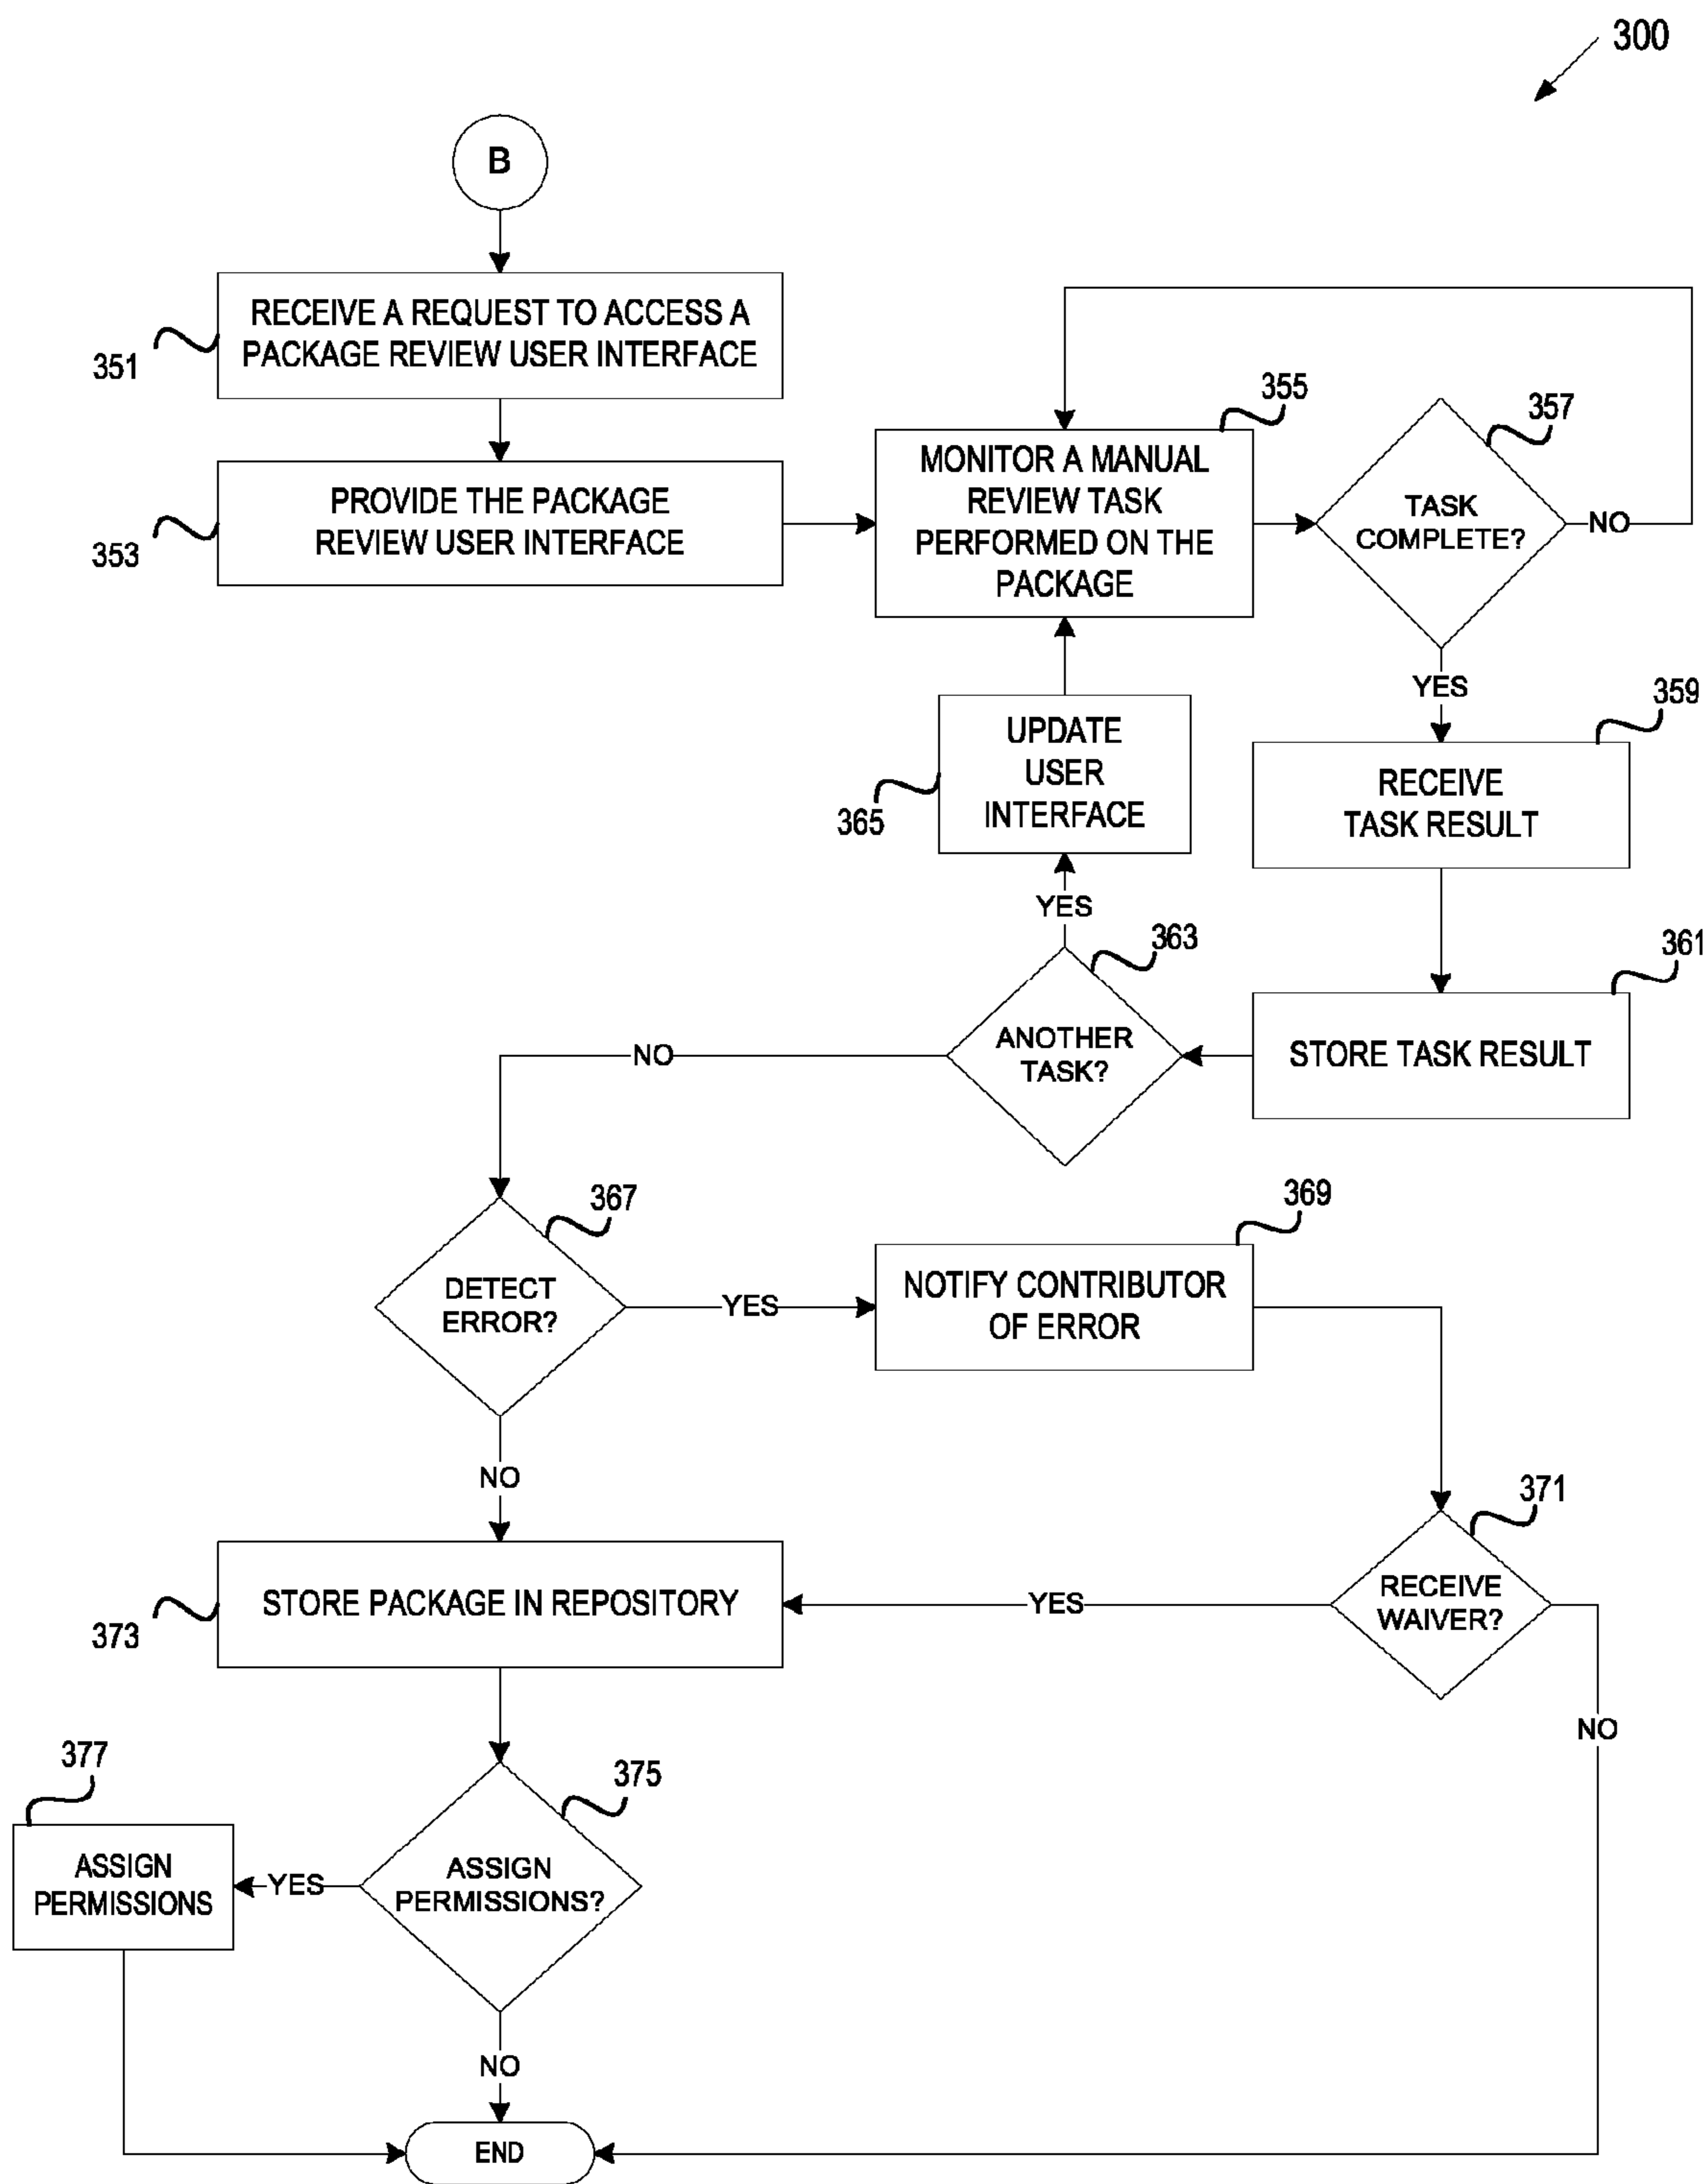 300
B
RECEIVE A REQUEST TO ACCESS A
PACKAGE REVIEW USER INTERFACE
351
PROVIDE THE PACKAGE
REVIEW USER INTERFACE
353
MONITOR A MANUAL
REVIEW TASK
PERFORMED ON THE
PACKAGE
355
TASK
COMPLETE?
357
NO
YES
RECEIVE
TASK RESULT
359
STORE TASK RESULT
361
ANOTHER
TASK?
363
YES
UPDATE
USER
INTERFACE
365
NO
DETECT
ERROR?
367
YES
NOTIFY CONTRIBUTOR
OF ERROR
369
RECEIVE
WAIVER?
371
YES
NO
NO
STORE PACKAGE IN REPOSITORY
373
ASSIGN
PERMISSIONS?
375
YES
ASSIGN
PERMISSIONS
377
NO
END